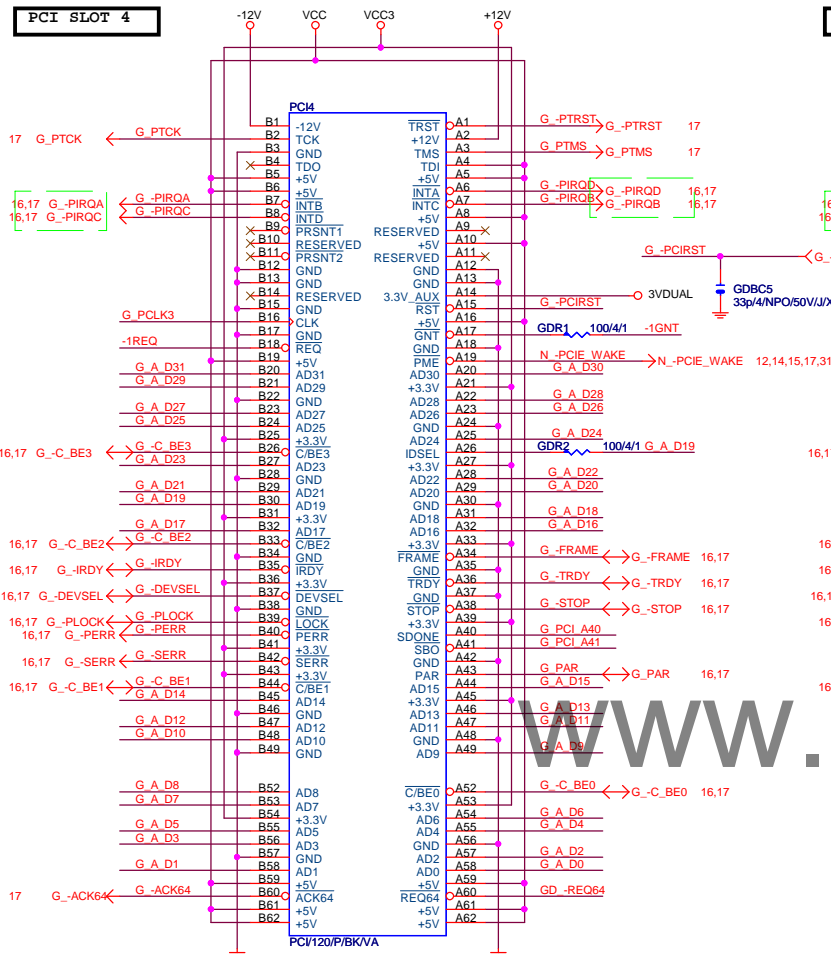 PCI SLOT 4
-12V VCC VCC3 +12V
PCI4
B1 -12V TRST A1 G_-PTRST G_-PTRST 17
17 G_PTCK G_PTCK B2 TCK +12V A2
B3 GND TMS A3 G_PTMS G_PTMS 17
B4 TDO TDI A4
B5 +5V +5V A5
B6 +5V INTA A6 G_-PIRQD G_-PIRQD 16,17
16,17 G_-PIRQA G_-PIRQA B7 INTB INTC A7 G_-PIRQB G_-PIRQB 16,17
16,17 G_-PIRQC G_-PIRQC B8 INTD +5V A8
B9 PRSNT1 RESERVED A9
B10 RESERVED +5V A10
B11 PRSNT2 RESERVED A11 G_-PCIRST G_-
B12 GND GND A12
B13 GND GND A13
B14 RESERVED 3.3V_AUX A14 3VDUAL GDBC5
33p/4/NPO/50V/J/X
B15 GND RST A15 G_-PCIRST
G_PCLK3 B16 CLK +5V A16
B17 GND GNT A17 GDR1 100/4/1 -1GNT
-1REQ B18 REQ GND A18
B19 +5V PME A19 N_-PCIE_WAKE N_-PCIE_WAKE 12,14,15,17,31
G_A_D31 B20 AD31 AD30 A20 G_A_D30
G_A_D29 B21 AD29 +3.3V A21
B22 GND AD28 A22 G_A_D28
G_A_D27 B23 AD27 AD26 A23 G_A_D26
G_A_D25 B24 AD25 GND A24
B25 +3.3V AD24 A25 G_A_D24
16,17 G_-C_BE3 G_-C_BE3 B26 C/BE3 IDSEL A26 GDR2 100/4/1 G_A_D19
G_A_D23 B27 AD23 +3.3V A27
B28 GND AD22 A28 G_A_D22
G_A_D21 B29 AD21 AD20 A29 G_A_D20
G_A_D19 B30 AD19 GND A30
B31 +3.3V AD18 A31 G_A_D18
G_A_D17 B32 AD17 AD16 A32 G_A_D16
16,17 G_-C_BE2 G_-C_BE2 B33 C/BE2 +3.3V A33
B34 GND FRAME A34 G_-FRAME G_-FRAME 16,17
16,17 G_-IRDY G_-IRDY B35 IRDY GND A35
B36 +3.3V TRDY A36 G_-TRDY G_-TRDY 16,17
16,17 G_-DEVSEL G_-DEVSEL B37 DEVSEL GND A37
B38 GND STOP A38 G_-STOP G_-STOP 16,17
16,17 G_-PLOCK G_-PLOCK B39 LOCK +3.3V A39
16,17 G_-PERR G_-PERR B40 PERR SDONE A40 G_PCI_A40
B41 +3.3V SBO A41 G_PCI_A41
16,17 G_-SERR G_-SERR B42 SERR GND A42
B43 +3.3V PAR A43 G_PAR G_PAR 16,17
16,17 G_-C_BE1 G_-C_BE1 B44 C/BE1 AD15 A44 G_A_D15
G_A_D14 B45 AD14 +3.3V A45
B46 GND AD13 A46 G_A_D13
G_A_D12 B47 AD12 AD11 A47 G_A_D11
G_A_D10 B48 AD10 GND A48
B49 GND AD9 A49 G_A_D9
www.
G_A_D8 B52 AD8 C/BE0 A52 G_-C_BE0 G_-C_BE0 16,17
G_A_D7 B53 AD7 +3.3V A53
B54 +3.3V AD6 A54 G_A_D6
G_A_D5 B55 AD5 AD4 A55 G_A_D4
G_A_D3 B56 AD3 GND A56
B57 GND AD2 A57 G_A_D2
G_A_D1 B58 AD1 AD0 A58 G_A_D0
B59 +5V +5V A59
17 G_-ACK64 G_-ACK64 B60 ACK64 REQ64 A60 GD_-REQ64
B61 +5V +5V A61
B62 +5V +5V A62
PCI/120/P/BK/VA